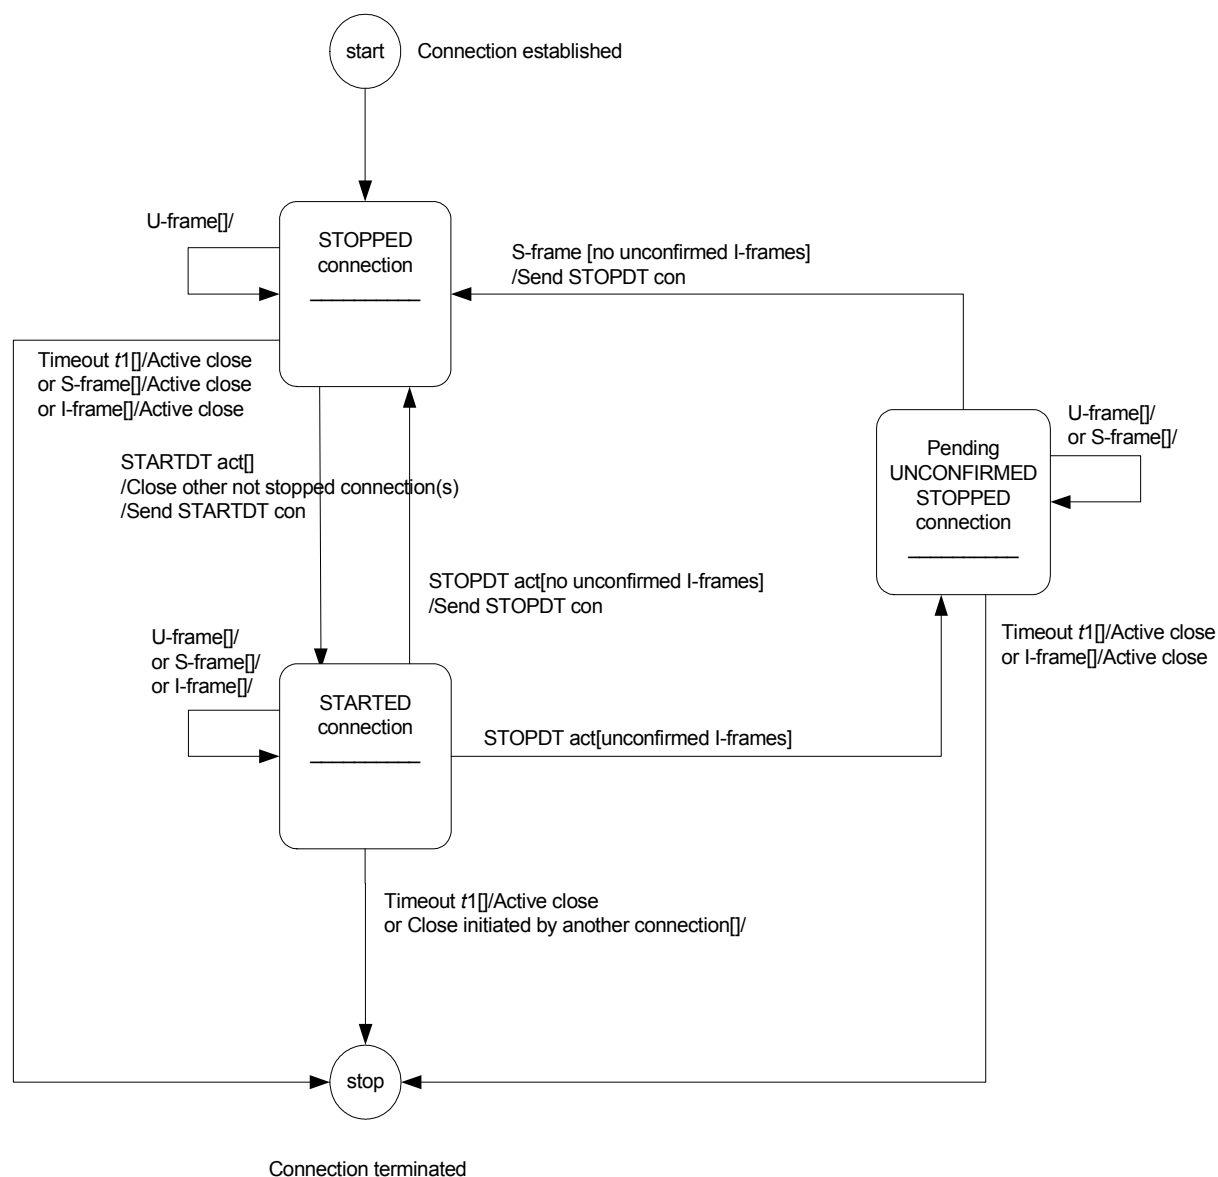 start
Connection established
U-frame[]/
STOPPED
connection
S-frame [no unconfirmed I-frames]
/Send STOPDT con
Timeout t1[]/Active close
or S-frame[]/Active close
or I-frame[]/Active close
U-frame[]/
or S-frame[]/
Pending
UNCONFIRMED
STOPPED
connection
STARTDT act[]
/Close other not stopped connection(s)
/Send STARTDT con
STOPDT act[no unconfirmed I-frames]
/Send STOPDT con
U-frame[]/
or S-frame[]/
or I-frame[]/
Timeout t1[]/Active close
or I-frame[]/Active close
STARTED
connection
STOPDT act[unconfirmed I-frames]
Timeout t1[]/Active close
or Close initiated by another connection[]/
stop
Connection terminated